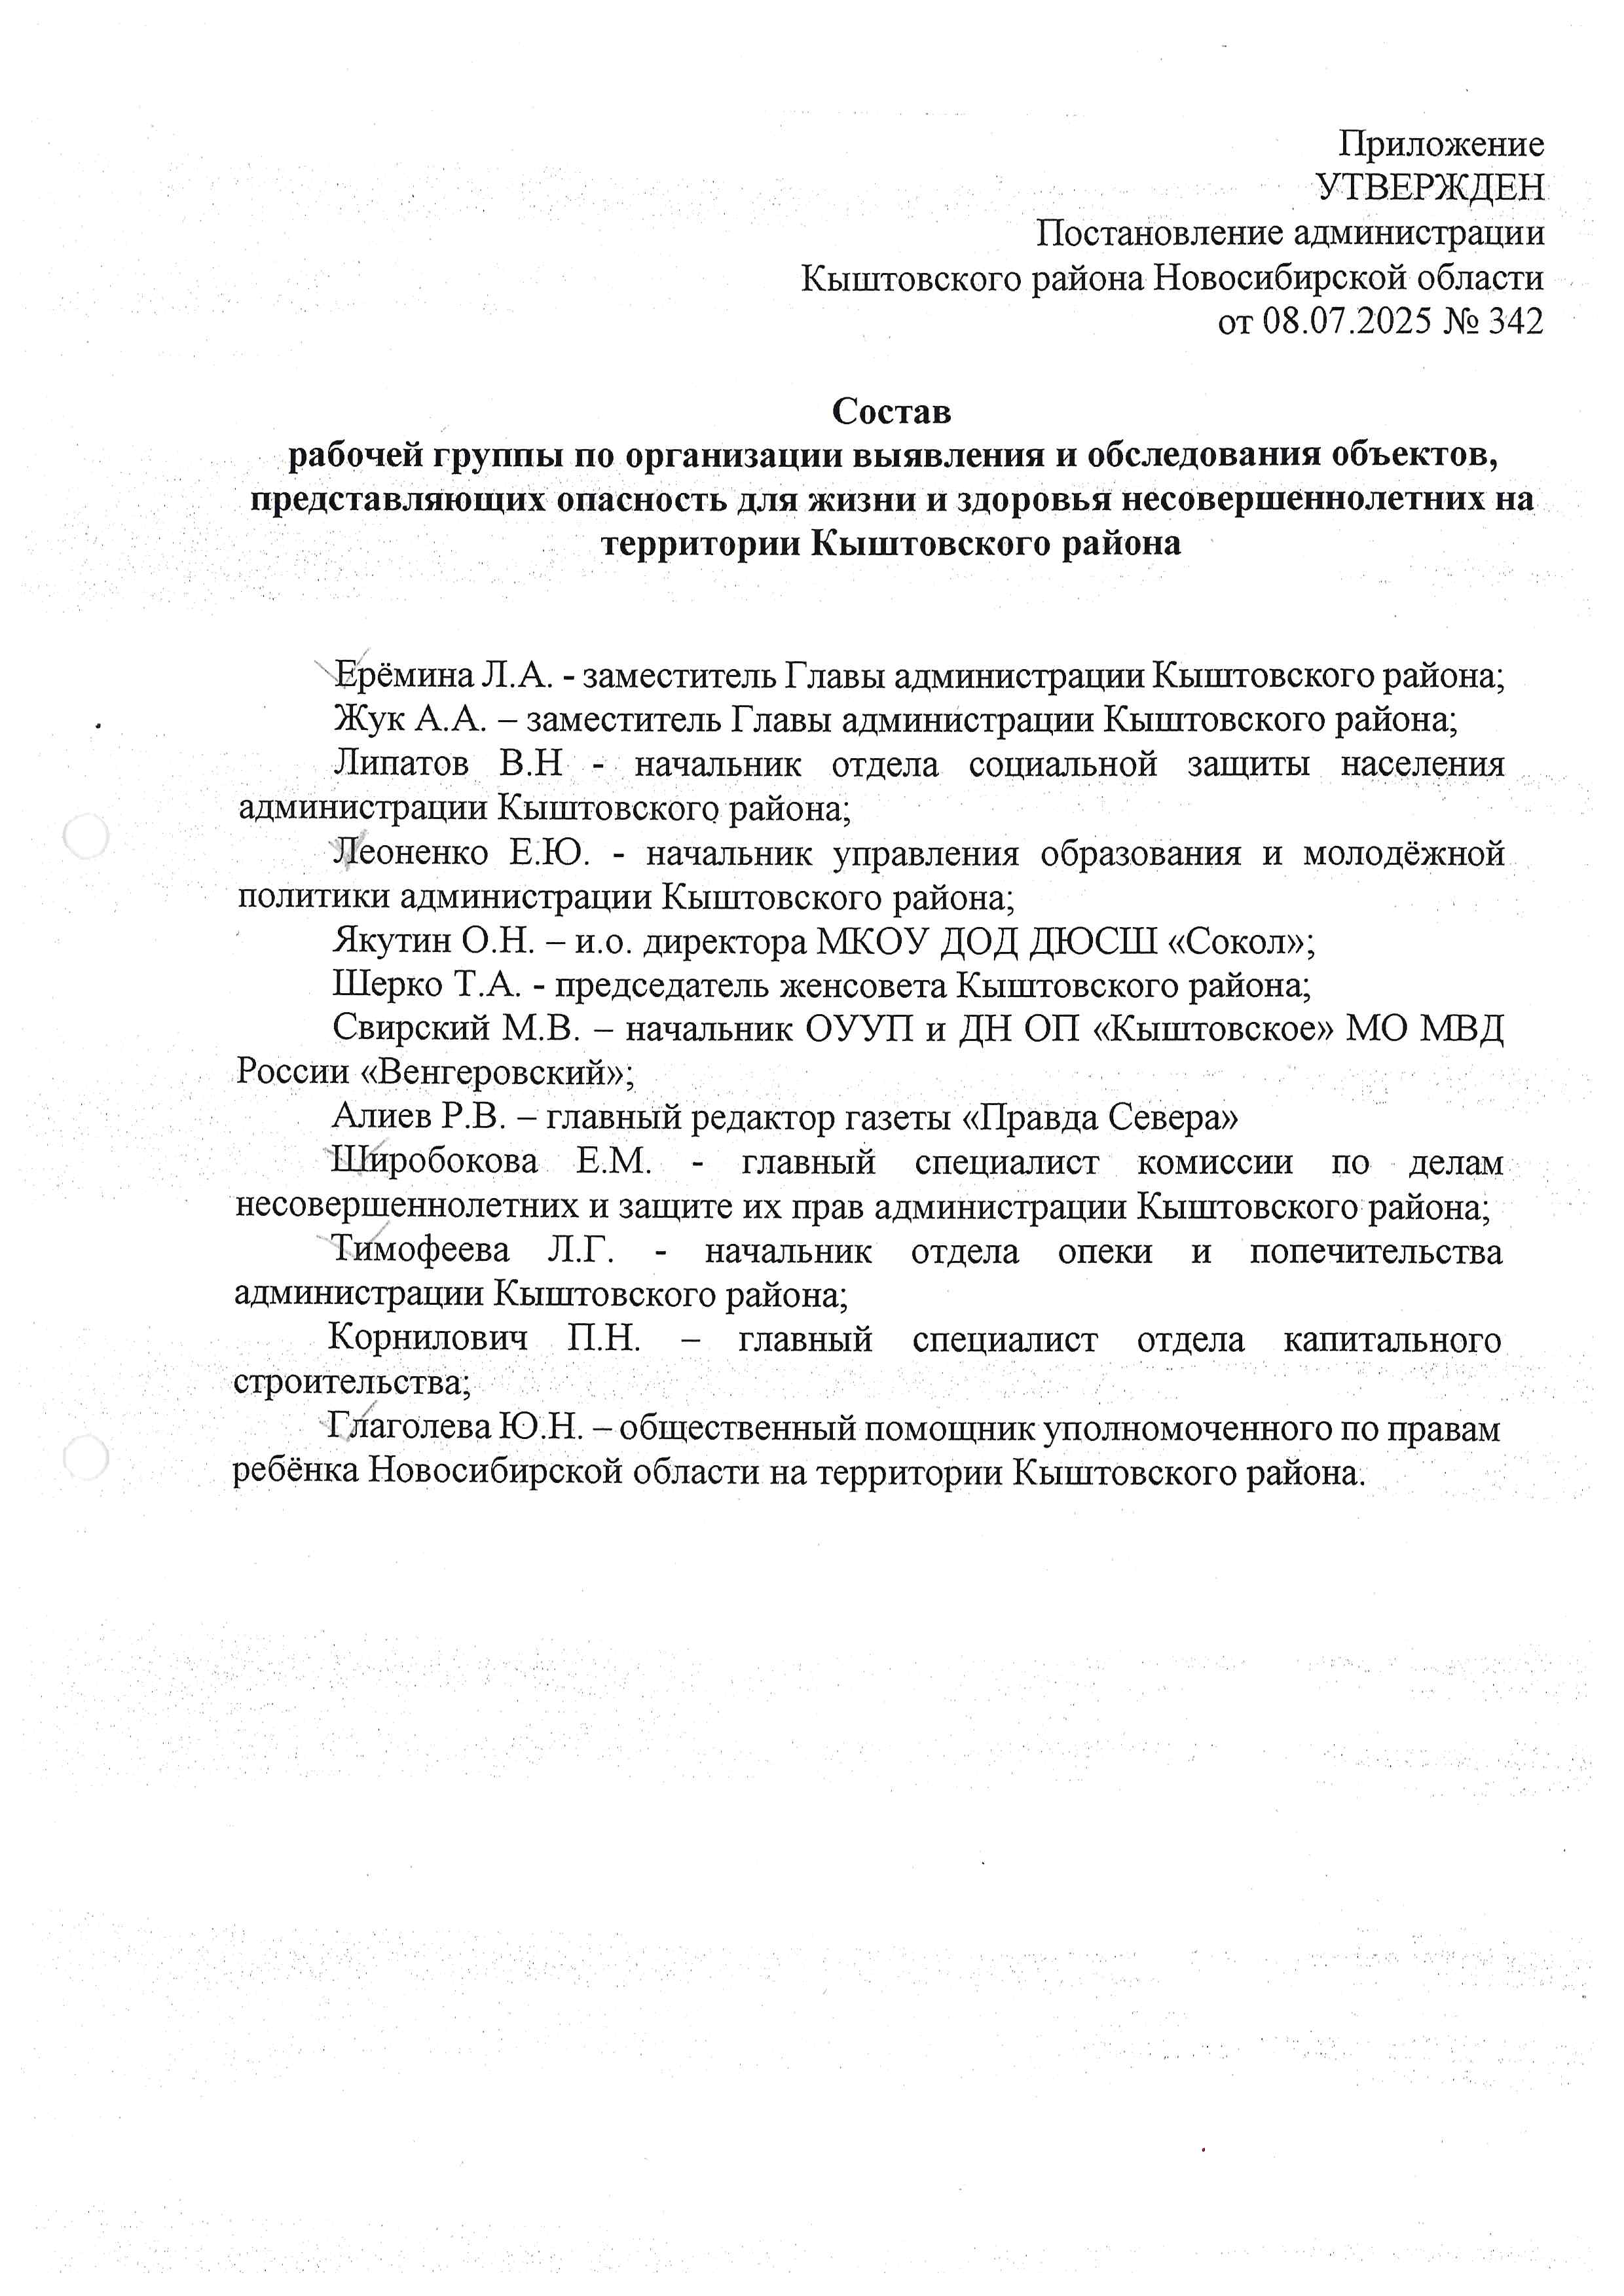 Приложение
УТВЕРЖДЕН
Постановление администрации
Кыштовского района Новосибирской области
от 08.07.2025 № 342
Состав
рабочей группы по организации выявления и обследования объектов,
представляющих опасность для жизни и здоровья несовершеннолетних на
территории Кыштовского района
Ерёмина Л.А. - заместитель Главы администрации Кыштовского района;
Жук А.А. – заместитель Главы администрации Кыштовского района;
Липатов В.Н - начальник отдела социальной защиты населения
администрации Кыштовского района;
Леоненко Е.Ю. - начальник управления образования и молодёжной
политики администрации Кыштовского района;
Якутин О.Н. – и.о. директора МКОУ ДОД ДЮСШ «Сокол»;
Шерко Т.А. - председатель женсовета Кыштовского района;
Свирский М.В. – начальник ОУУП и ДН ОП «Кыштовское» МО МВД
России «Венгеровский»;
Алиев Р.В. – главный редактор газеты «Правда Севера»
Широбокова Е.М. - главный специалист комиссии по делам
несовершеннолетних и защите их прав администрации Кыштовского района;
Тимофеева Л.Г. - начальник отдела опеки и попечительства
администрации Кыштовского района;
Корнилович П.Н. – главный специалист отдела капитального
строительства;
Глаголева Ю.Н. – общественный помощник уполномоченного по правам
ребёнка Новосибирской области на территории Кыштовского района.